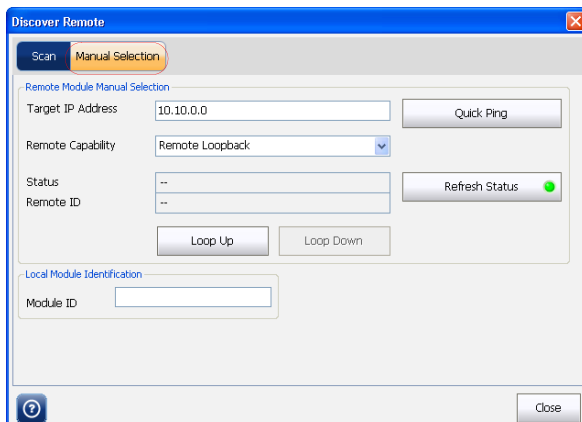 Discover Remote
Scan Manual Selection
Remote Module Manual Selection
Target IP Address 10.10.0.0 Quick Ping
Remote Capability Remote Loopback
Status -- Refresh Status
Remote ID --
Loop Up Loop Down
Local Module Identification
Module ID
? Close